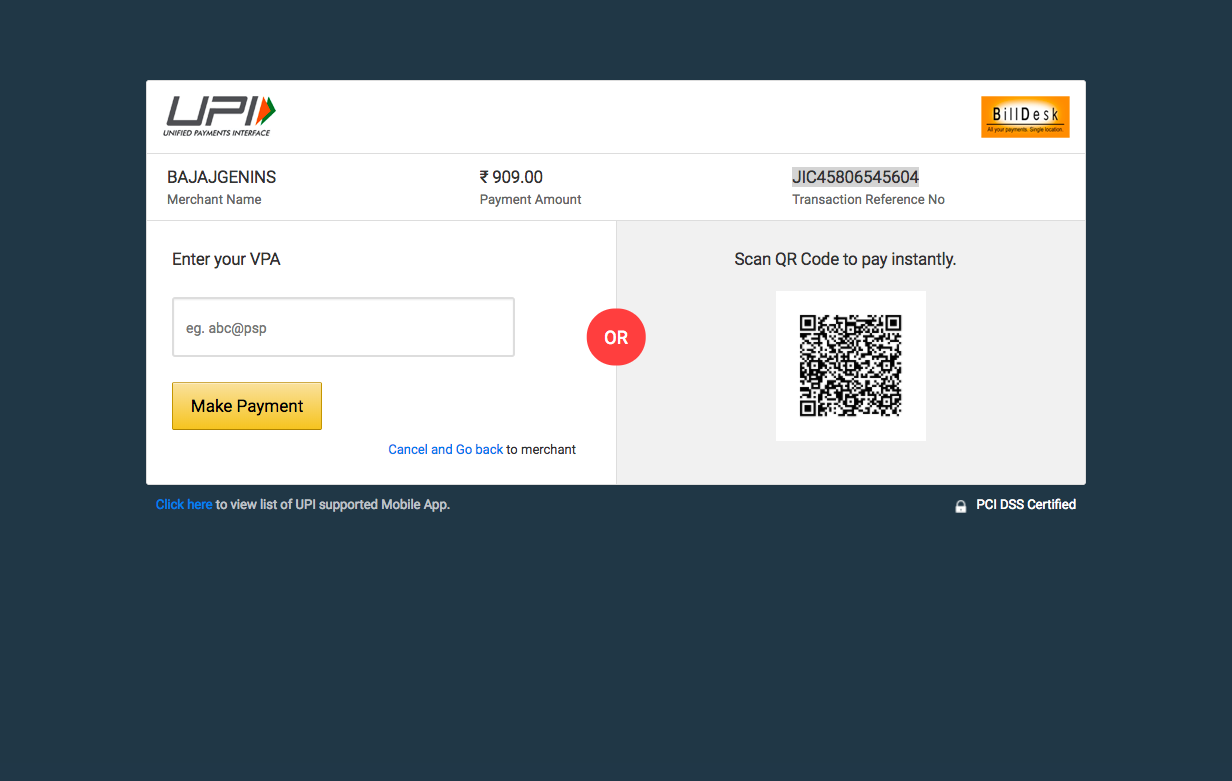 UPI
UNIFIED PAYMENTS INTERFACE
BillDesk
All your payments. Single location.
BAJAJGENINS
Merchant Name
₹ 909.00
Payment Amount
JIC45806545604
Transaction Reference No
Enter your VPA
eg. abc@psp
Make Payment
Cancel and Go back to merchant
OR
Scan QR Code to pay instantly.
Click here to view list of UPI supported Mobile App.
PCI DSS Certified